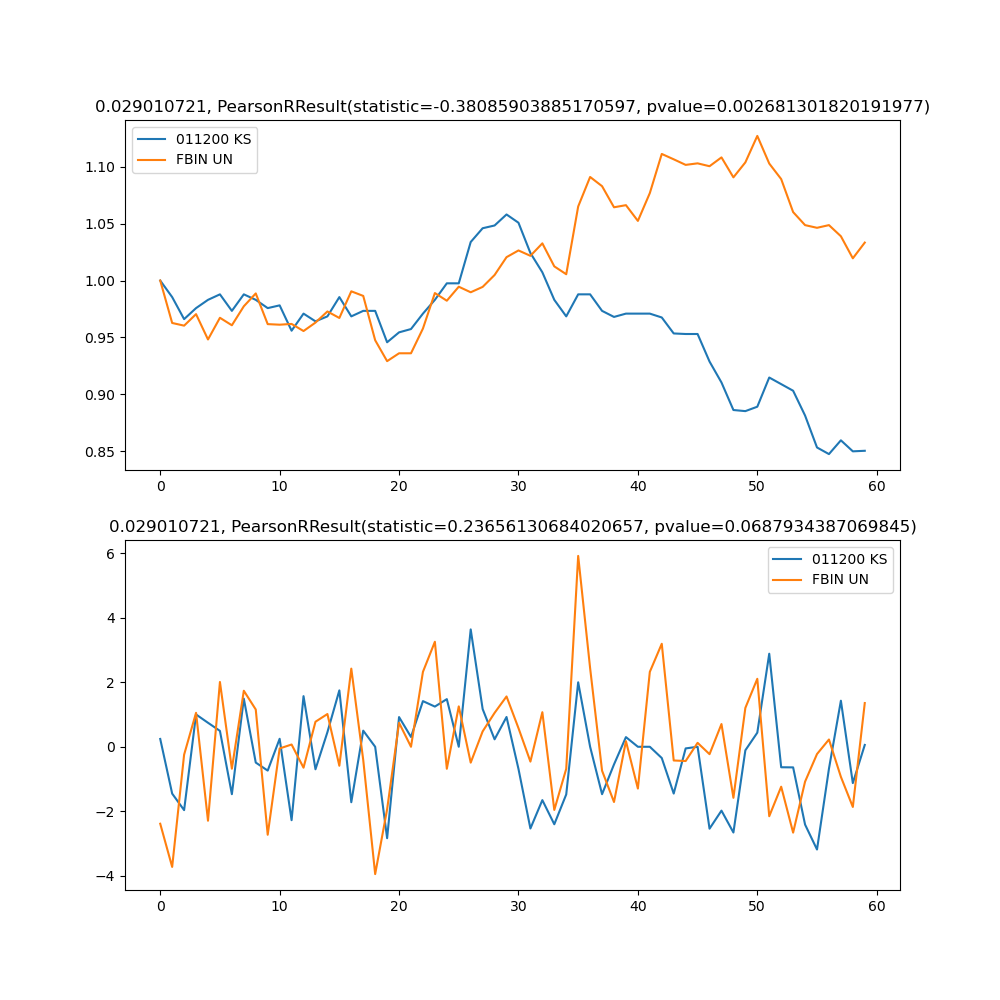 0.029010721, PearsonRResult(statistic=-0.38085903885170597, pvalue=0.002681301820191977)
011200 KS
FBIN UN
1.10
1.05
1.00
0.95
0.90
0.85
0 10 20 30 40 50 60
0.029010721, PearsonRResult(statistic=0.23656130684020657, pvalue=0.0687934387069845)
011200 KS
FBIN UN
6
4
2
0
−2
−4
0 10 20 30 40 50 60